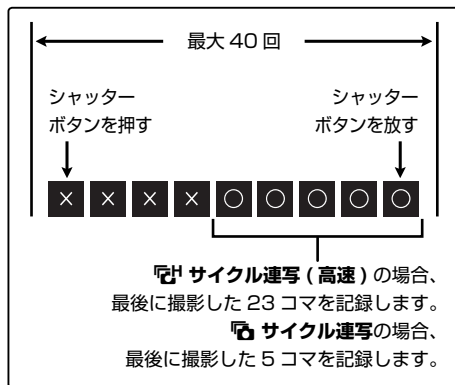 最大 40 回
シャッター
ボタンを押す
シャッター
ボタンを放す
× × × × ○ ○ ○ ○ ○
サイクル連写 ( 高速 ) の場合、
最後に撮影した 23 コマを記録します。
サイクル連写の場合、
最後に撮影した 5 コマを記録します。